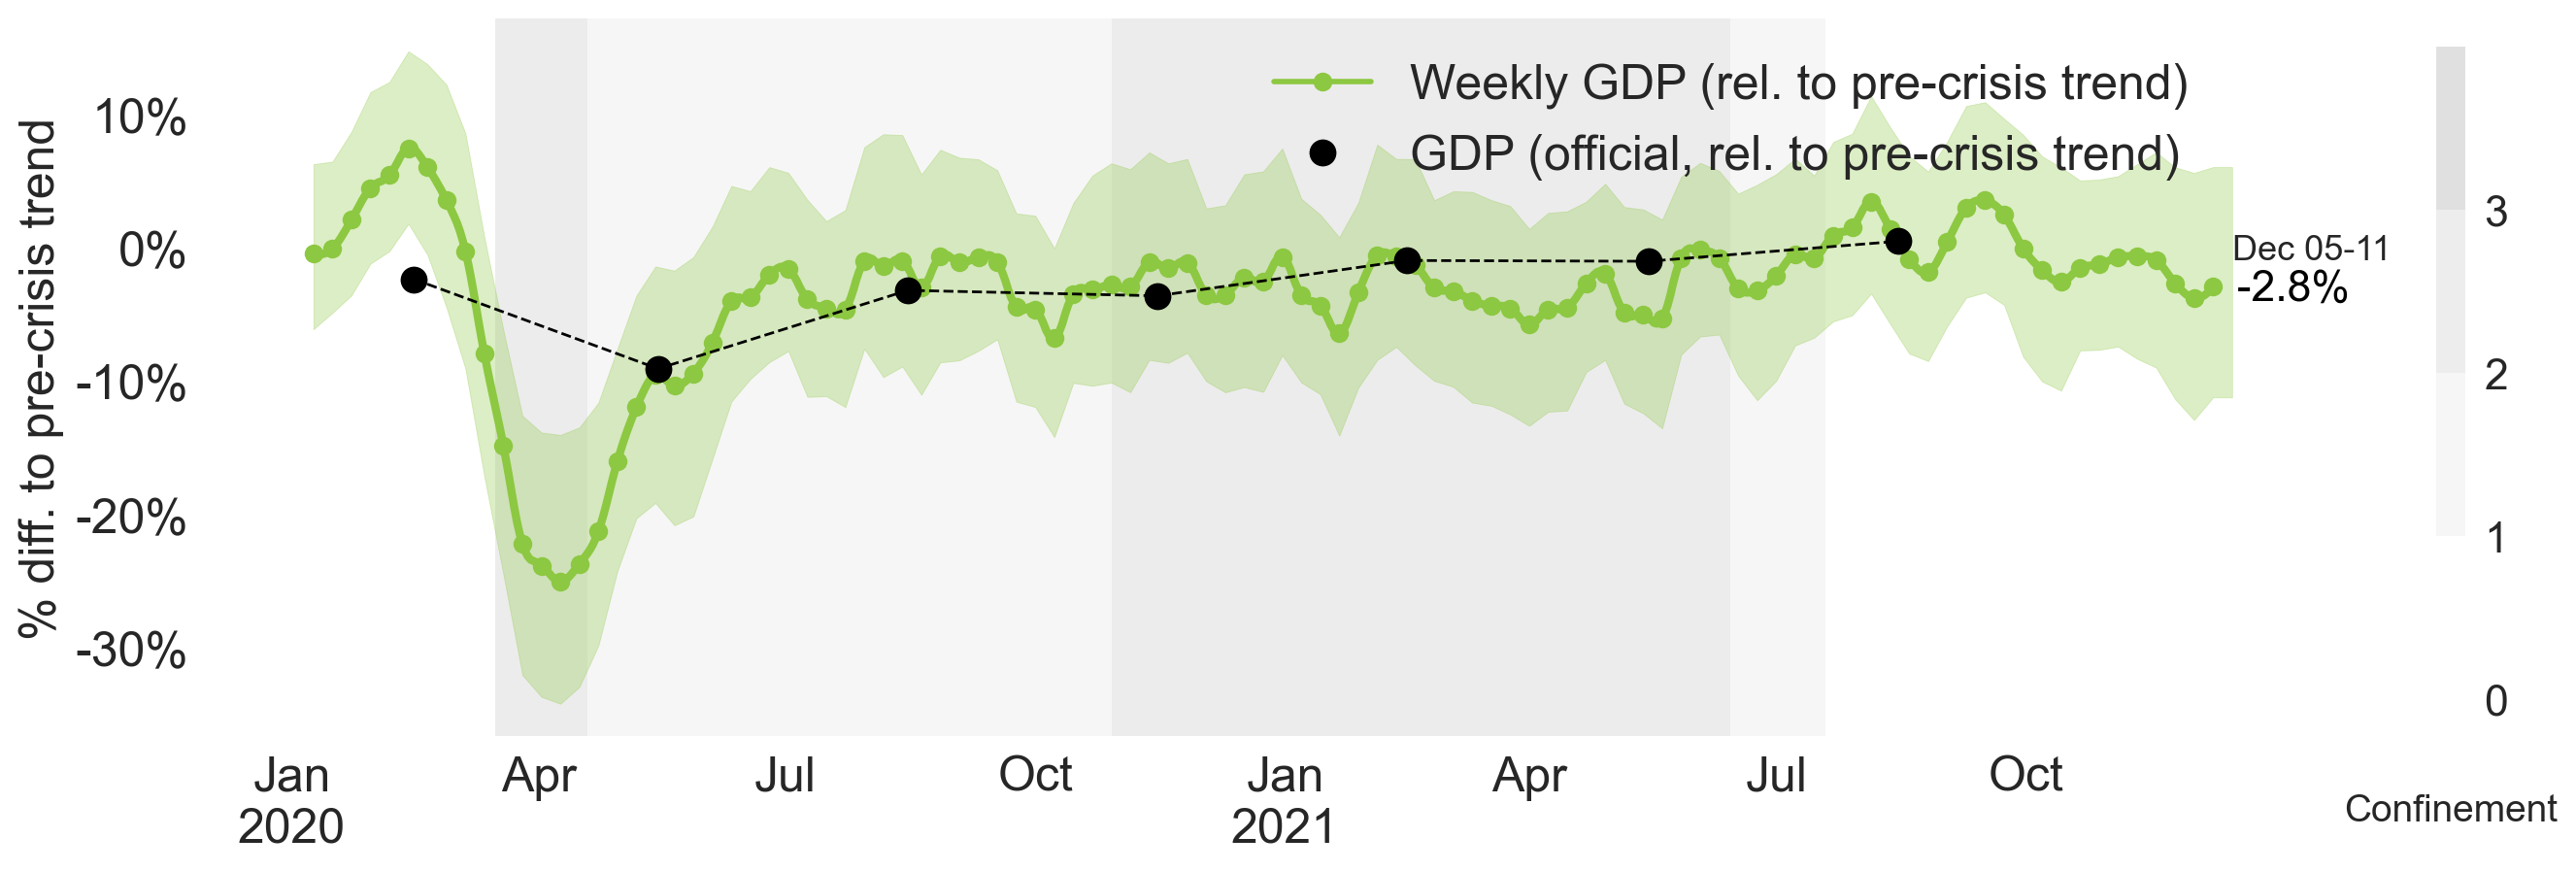 % diff. to pre-crisis trend
10%
0%
-10%
-20%
-30%
Weekly GDP (rel. to pre-crisis trend)
GDP (official, rel. to pre-crisis trend)
Dec 05-11
-2.8%
3
2
1
0
Jan Apr Jul Oct Jan Apr Jul Oct
2020 2021
Confinement